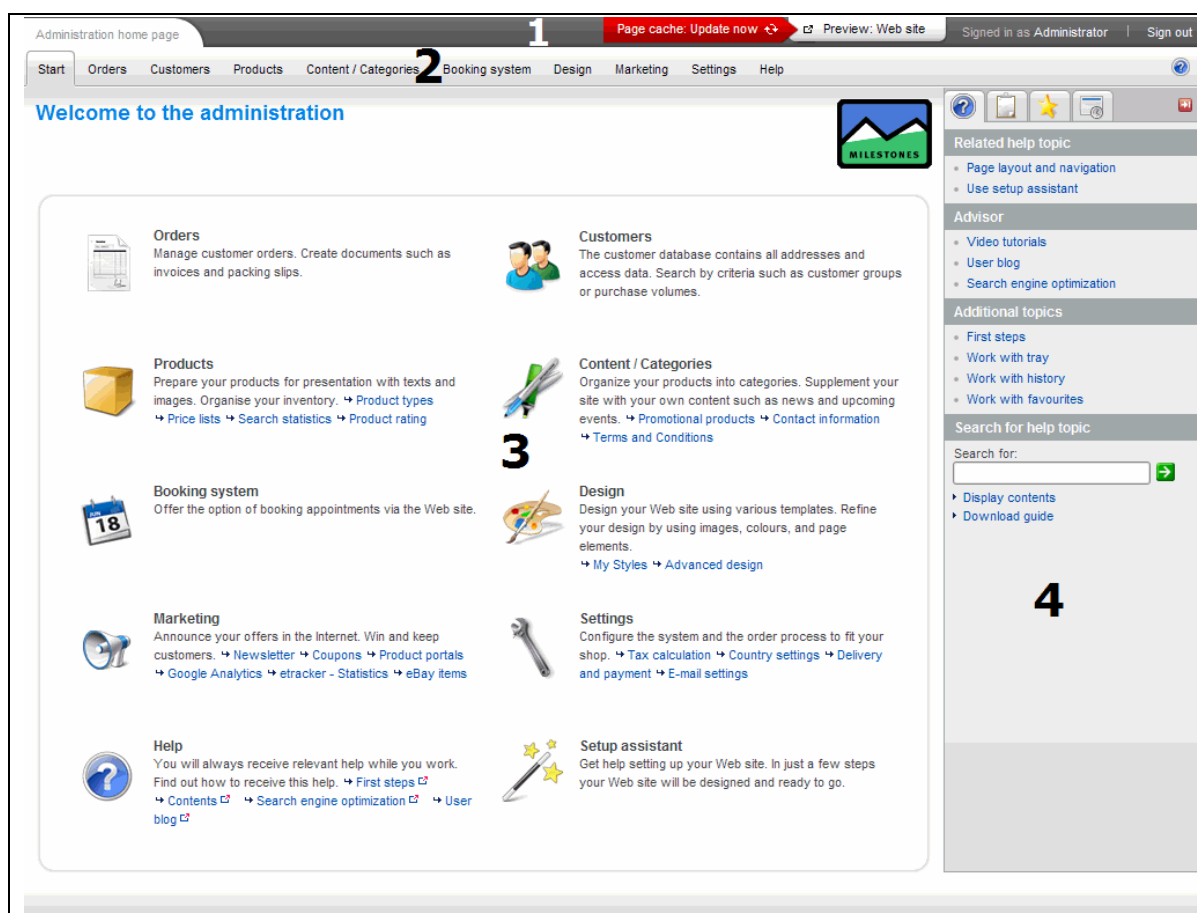 Administration home page
1
Page cache: Update now
Preview: Web site
Signed in as Administrator | Sign out
Start Orders Customers Products Content / Categories 2 Booking system Design Marketing Settings Help
Welcome to the administration
MILESTONES
Orders
Manage customer orders. Create documents such as
invoices and packing slips.
Customers
The customer database contains all addresses and
access data. Search by criteria such as customer groups
or purchase volumes.
Products
Prepare your products for presentation with texts and
images. Organise your inventory. Product types
Price lists Search statistics Product rating
Content / Categories
Organize your products into categories. Supplement your
site with your own content such as news and upcoming
events. Promotional products Contact information
Terms and Conditions
3
Booking system
Offer the option of booking appointments via the Web site.
JUN
18
Design
Design your Web site using various templates. Refine
your design by using images, colours, and page
elements.
My Styles Advanced design
Marketing
Announce your offers in the Internet. Win and keep
customers. Newsletter Coupons Product portals
Google Analytics etracker - Statistics eBay items
Settings
Configure the system and the order process to fit your
shop. Tax calculation Country settings Delivery
and payment E-mail settings
Help
You will always receive relevant help while you work.
Find out how to receive this help. First steps
Contents Search engine optimization User
blog
Setup assistant
Get help setting up your Web site. In just a few steps
your Web site will be designed and ready to go.
Related help topic
Page layout and navigation
Use setup assistant
Advisor
Video tutorials
User blog
Search engine optimization
Additional topics
First steps
Work with tray
Work with history
Work with favourites
Search for help topic
Search for:
Display contents
Download guide
4